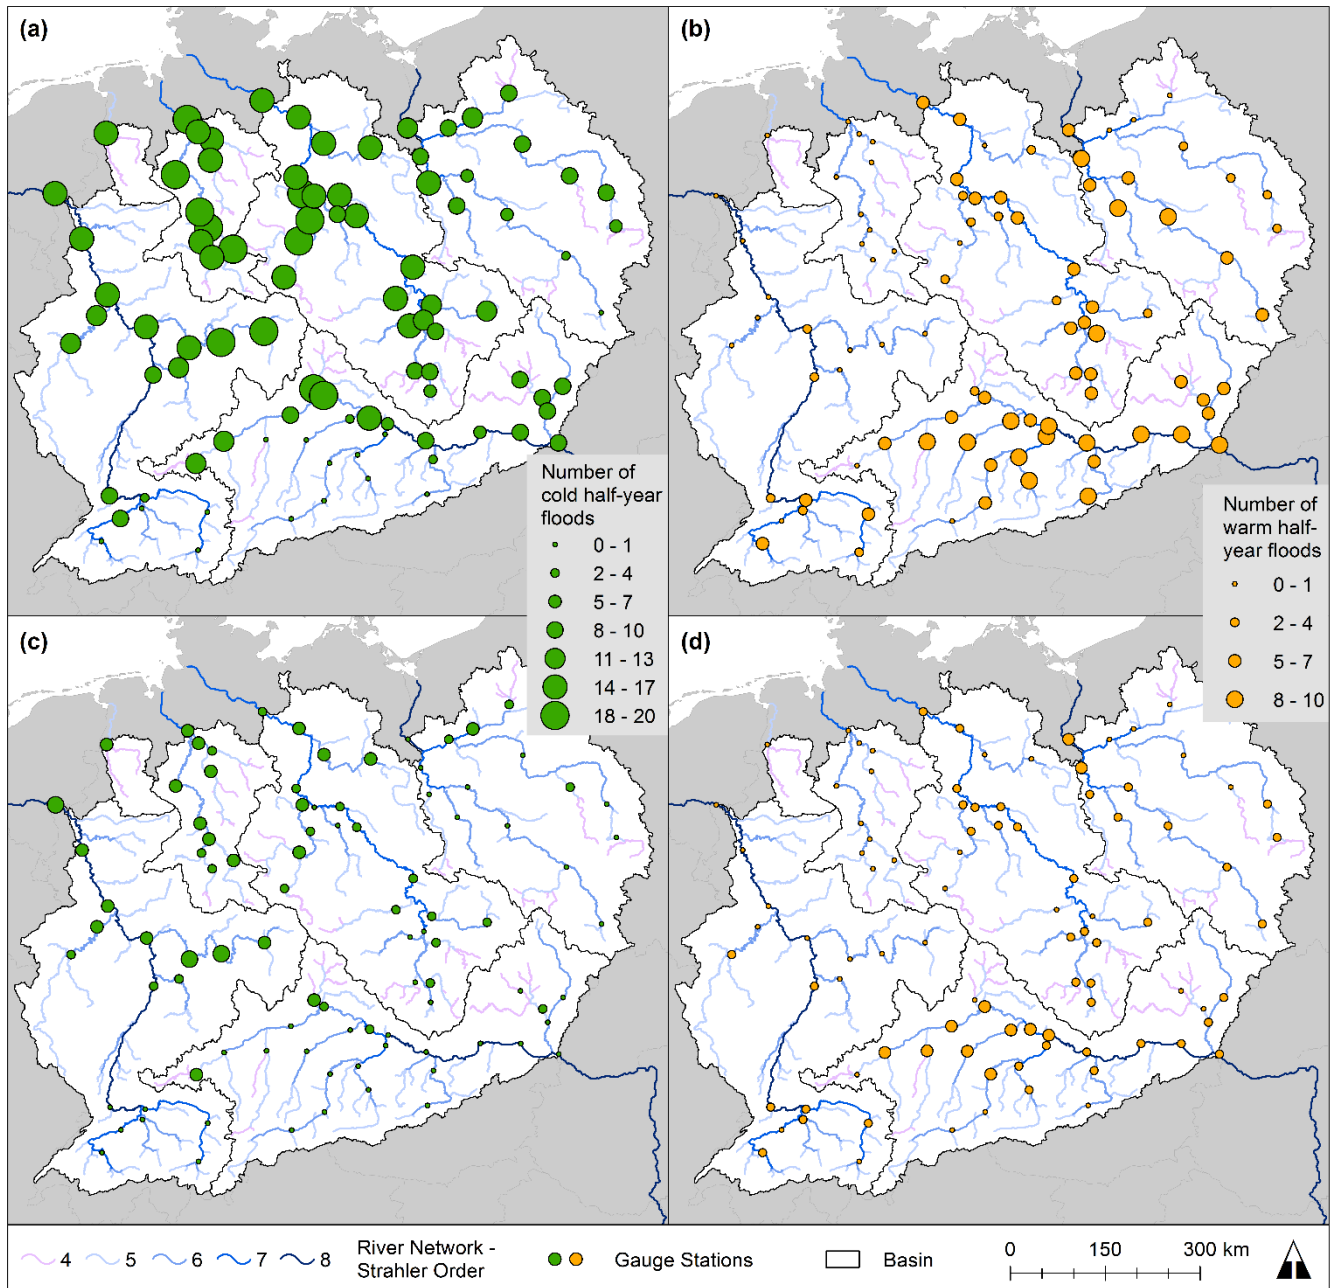 (a)
(b)
Number of
cold half-year
floods
0 - 1
2 - 4
5 - 7
8 - 10
11 - 13
14 - 17
18 - 20
Number of
warm half-
year floods
0 - 1
2 - 4
5 - 7
8 - 10
(c)
(d)
4 5 6 7 8 River Network -
Strahler Order
Gauge Stations
Basin
0 150 300 km